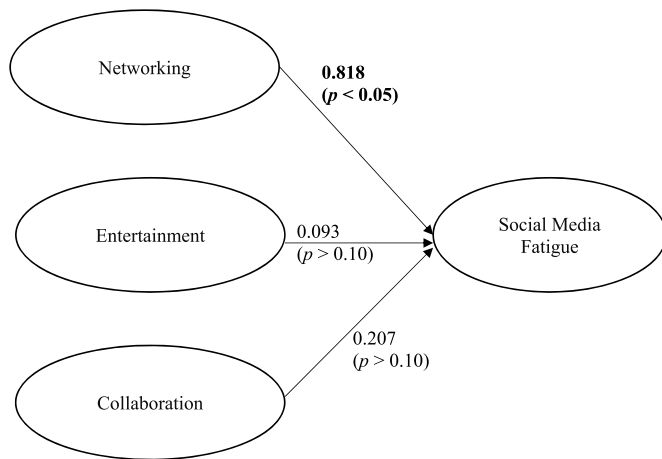 Networking
0.818
(p < 0.05)
Entertainment
0.093
(p > 0.10)
Social Media
Fatigue
0.207
(p > 0.10)
Collaboration